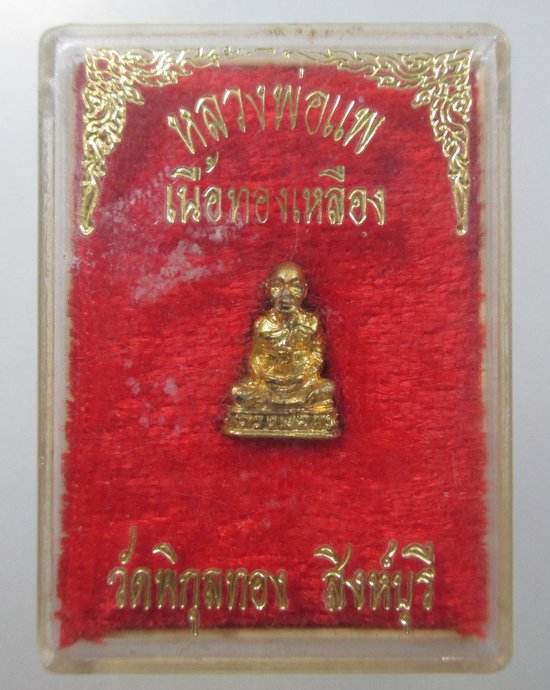 หลวงพ่อแพ
เนื้อทองเหลือง
วัดพิกุลทอง สิงห์บุรี